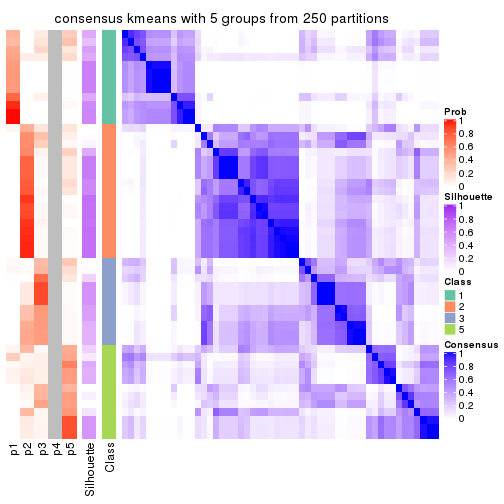 consensus kmeans with 5 groups from 250 partitions
Prob
1
0.8
0.6
0.4
0.2
0
Silhouette
1
0.8
0.6
0.4
0.2
0
Class
1
2
3
5
Consensus
1
0.8
0.6
0.4
0.2
0
p1
p2
p3
p4
p5
Silhouette
Class